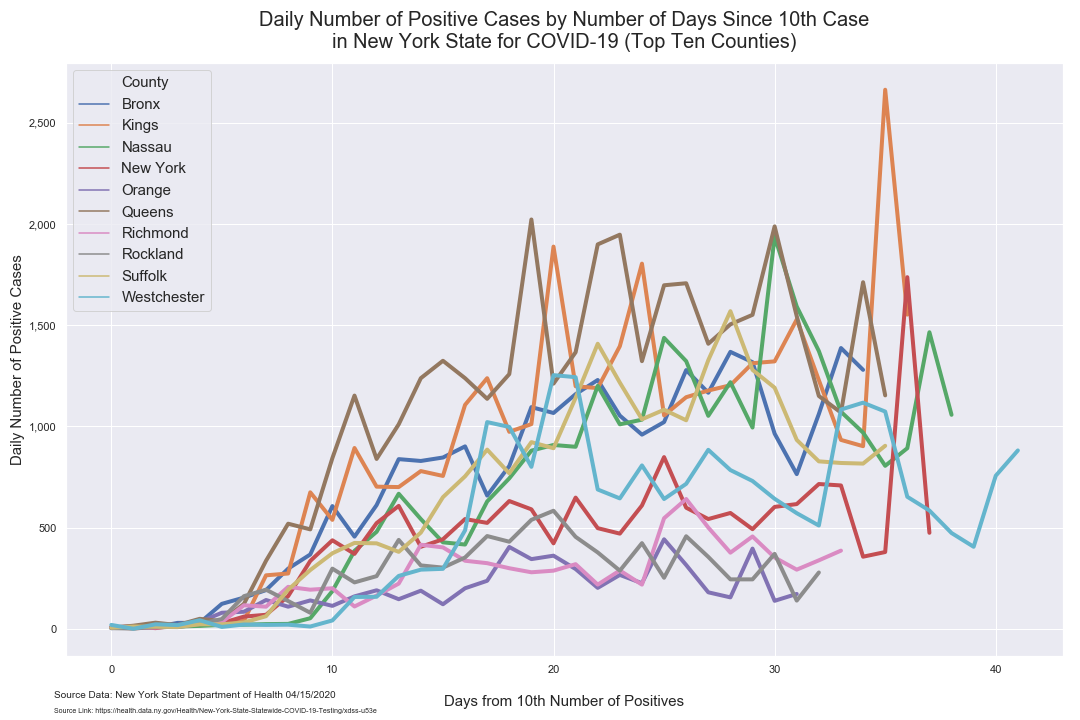 Daily Number of Positive Cases by Number of Days Since 10th Case
in New York State for COVID-19 (Top Ten Counties)
County
Bronx
Kings
Nassau
New York
Orange
Queens
Richmond
Rockland
Suffolk
Westchester
Daily Number of Positive Cases
2,500
2,000
1,500
1,000
500
0
0 10 20 30 40
Days from 10th Number of Positives
Source Data: New York State Department of Health 04/15/2020
Source Link: https://health.data.ny.gov/Health/New-York-State-Statewide-COVID-19-Testing/xdss-u53e